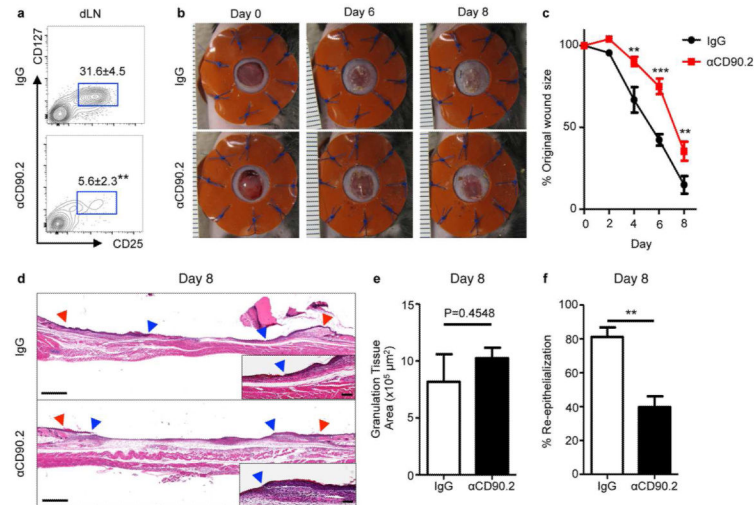 a
dLN
CD127
IgG
31.6±4.5
αCD90.2
5.6±2.3**
CD25
b
Day 0
Day 6
Day 8
IgG
αCD90.2
c
IgG
αCD90.2
% Original wound size
100
50
0
**
***
**
0 2 4 6 8
Day
d
Day 8
IgG
αCD90.2
e
Day 8
P=0.4548
Granulation Tissue
Area (x10⁵ μm²)
15
10
5
0
IgG
αCD90.2
f
Day 8
**
% Re-epithelialization
100
80
60
40
20
0
IgG
αCD90.2